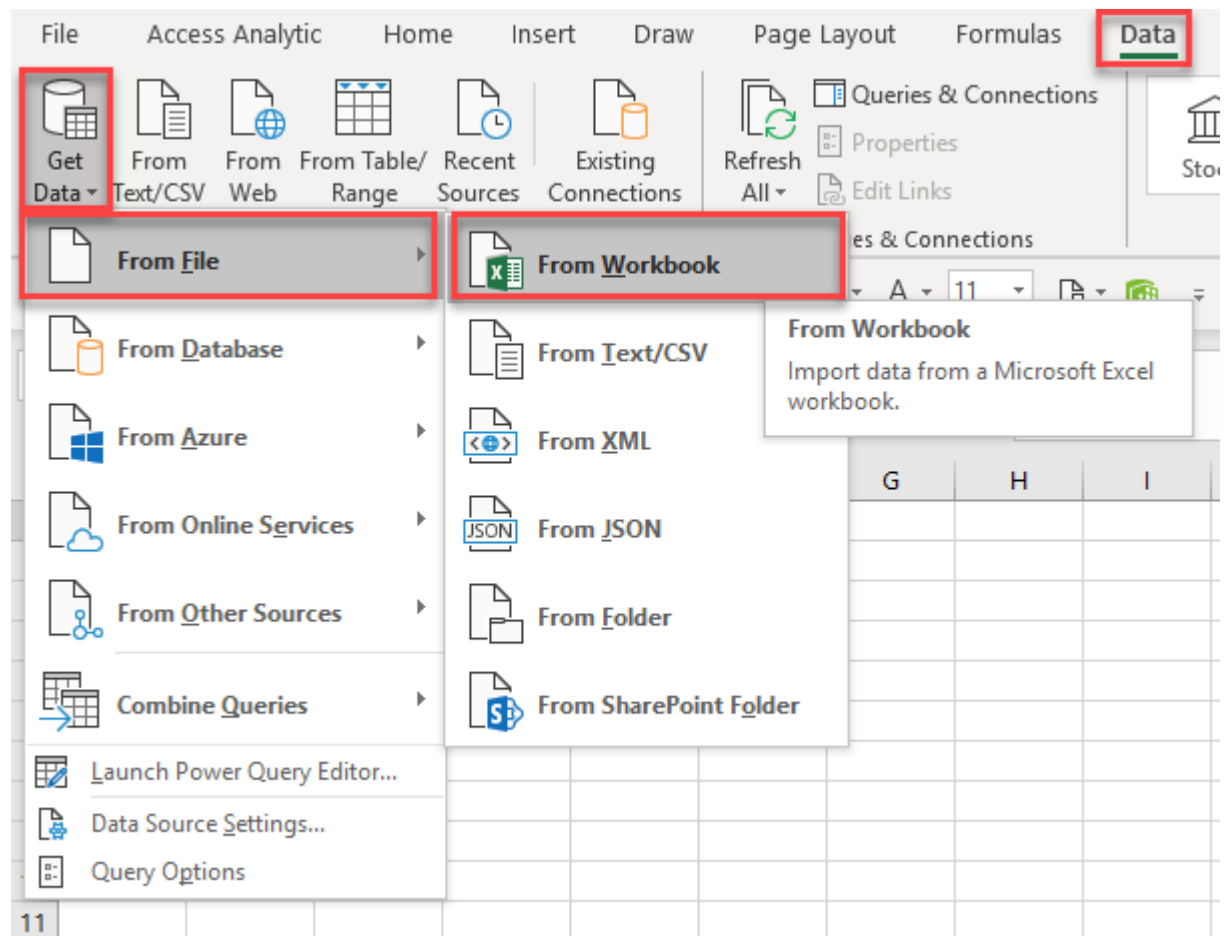 File Access Analytic Home Insert Draw Page Layout Formulas Data
Get Data
From Text/CSV
From Web
From Table/ Range
Recent Sources
Existing Connections
Refresh All
Queries & Connections
Properties
Edit Links
& Connections
From File
From Database
From Azure
From Online Services
From Other Sources
Combine Queries
Launch Power Query Editor...
Data Source Settings...
Query Options
From Workbook
From Text/CSV
From XML
JSON
From JSON
From Folder
From SharePoint Folder
A 11
From Workbook
Import data from a Microsoft Excel
workbook.
G H I
11